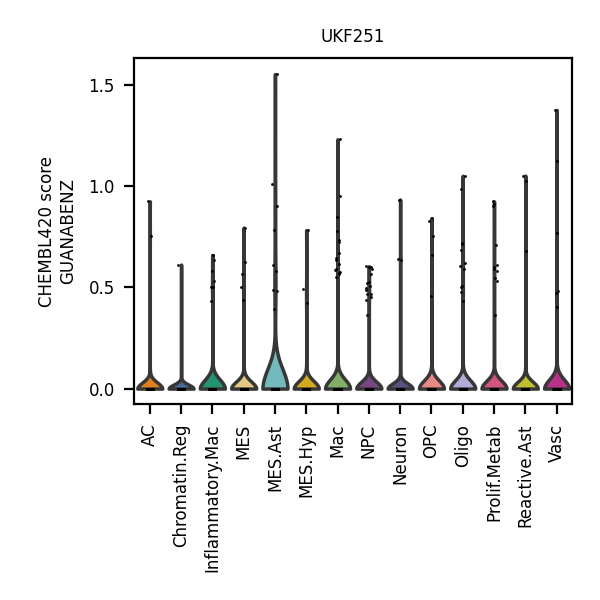 UKF251
CHEMBL420 score
GUANABENZ
1.5
1.0
0.5
0.0
AC
Chromatin.Reg
Inflammatory.Mac
MES
MES.Ast
MES.Hyp
Mac
NPC
Neuron
OPC
Oligo
Prolif.Metab
Reactive.Ast
Vasc